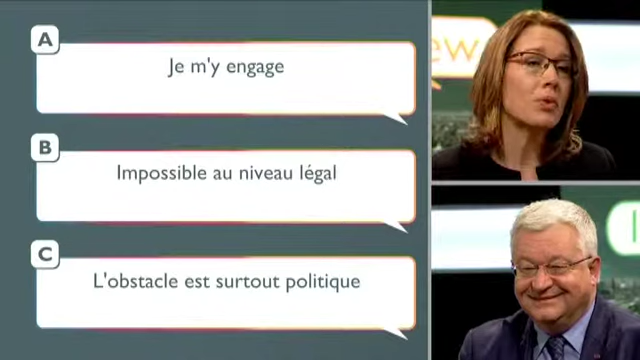 A
Je m'y engage
B
Impossible au niveau légal
C
L'obstacle est surtout politique